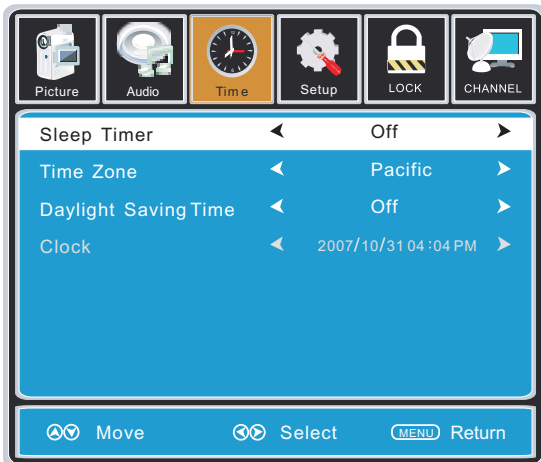 Picture Audio Time Setup LOCK CHANNEL
Sleep Timer Off
Time Zone Pacific
Daylight Saving Time Off
Clock 2007/10/31 04:04 PM
Move Select MENU Return